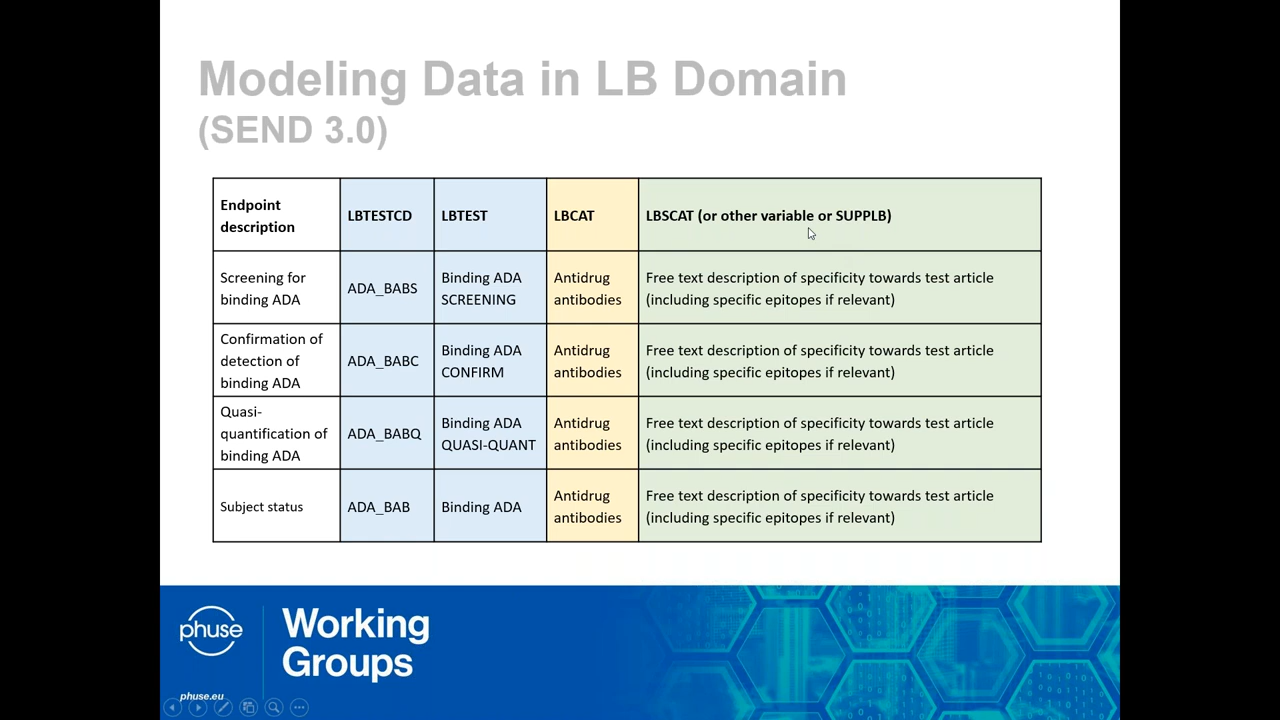 Modeling Data in LB Domain
(SEND 3.0)
Endpoint
description
LBTESTCD
LBTEST
LBCAT
LBSCAT (or other variable or SUPPLB)
Screening for
binding ADA
ADA_BABS
Binding ADA
SCREENING
Antidrug
antibodies
Free text description of specificity towards test article
(including specific epitopes if relevant)
Confirmation of
detection of
binding ADA
ADA_BABC
Binding ADA
CONFIRM
Antidrug
antibodies
Free text description of specificity towards test article
(including specific epitopes if relevant)
Quasi-
quantification of
binding ADA
ADA_BABQ
Binding ADA
QUASI-QUANT
Antidrug
antibodies
Free text description of specificity towards test article
(including specific epitopes if relevant)
Subject status
ADA_BAB
Binding ADA
Antidrug
antibodies
Free text description of specificity towards test article
(including specific epitopes if relevant)
phuse
Working
Groups
phuse.eu